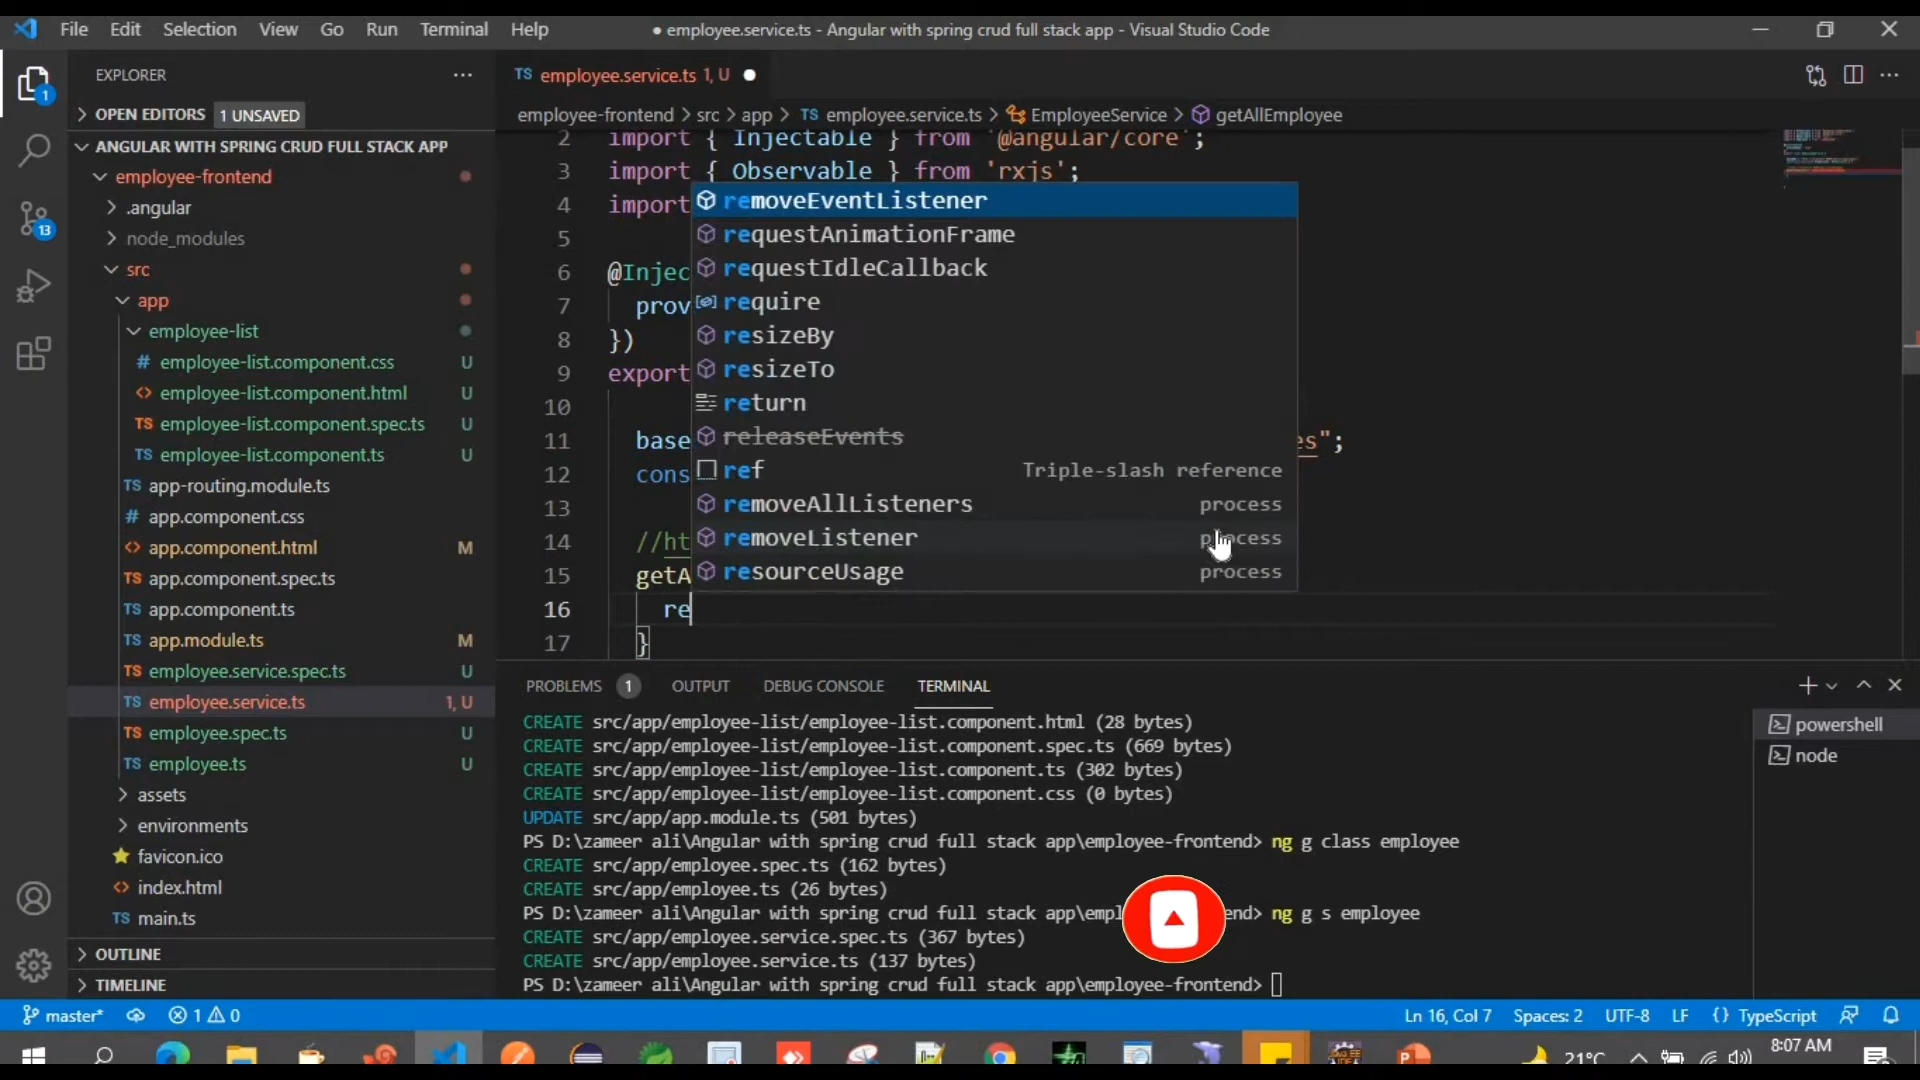 File Edit Selection View Go Run Terminal Help
● employee.service.ts - Angular with spring crud full stack app - Visual Studio Code
EXPLORER
OPEN EDITORS 1 UNSAVED
ANGULAR WITH SPRING CRUD FULL STACK APP
employee-frontend
.angular
node_modules
src
app
employee-list
# employee-list.component.css U
<> employee-list.component.html U
TS employee-list.component.spec.ts U
TS employee-list.component.ts U
TS app-routing.module.ts
# app.component.css
<> app.component.html M
TS app.component.spec.ts
TS app.component.ts
TS app.module.ts M
TS employee.service.spec.ts U
TS employee.service.ts 1, U
TS employee.spec.ts U
TS employee.ts U
assets
environments
favicon.ico
<> index.html
TS main.ts
OUTLINE
TIMELINE
1
13
TS employee.service.ts 1, U ●
employee-frontend > src > app > TS employee.service.ts > EmployeeService > getAllEmployee
2 import { Injectable } from '@angular/core';
3 import { Observable } from 'rxjs';
4 import
5
6 @Injec
7 prov
8 })
9 export
10
11 base es";
12 cons
13
14 //ht
15 getA
16 re
17 }
removeEventListener
requestAnimationFrame
requestIdleCallback
require
resizeBy
resizeTo
return
releaseEvents
ref Triple-slash reference
removeAllListeners process
removeListener process
resourceUsage process
PROBLEMS 1 OUTPUT DEBUG CONSOLE TERMINAL
CREATE src/app/employee-list/employee-list.component.html (28 bytes)
CREATE src/app/employee-list/employee-list.component.spec.ts (669 bytes)
CREATE src/app/employee-list/employee-list.component.ts (302 bytes)
CREATE src/app/employee-list/employee-list.component.css (0 bytes)
UPDATE src/app/app.module.ts (501 bytes)
PS D:\zameer ali\Angular with spring crud full stack app\employee-frontend> ng g class employee
CREATE src/app/employee.spec.ts (162 bytes)
CREATE src/app/employee.ts (26 bytes)
PS D:\zameer ali\Angular with spring crud full stack app\empl end> ng g s employee
CREATE src/app/employee.service.spec.ts (367 bytes)
CREATE src/app/employee.service.ts (137 bytes)
PS D:\zameer ali\Angular with spring crud full stack app\employee-frontend>
powershell
node
master* 1 0 Ln 16, Col 7 Spaces: 2 UTF-8 LF {} TypeScript
21°C 8:07 AM